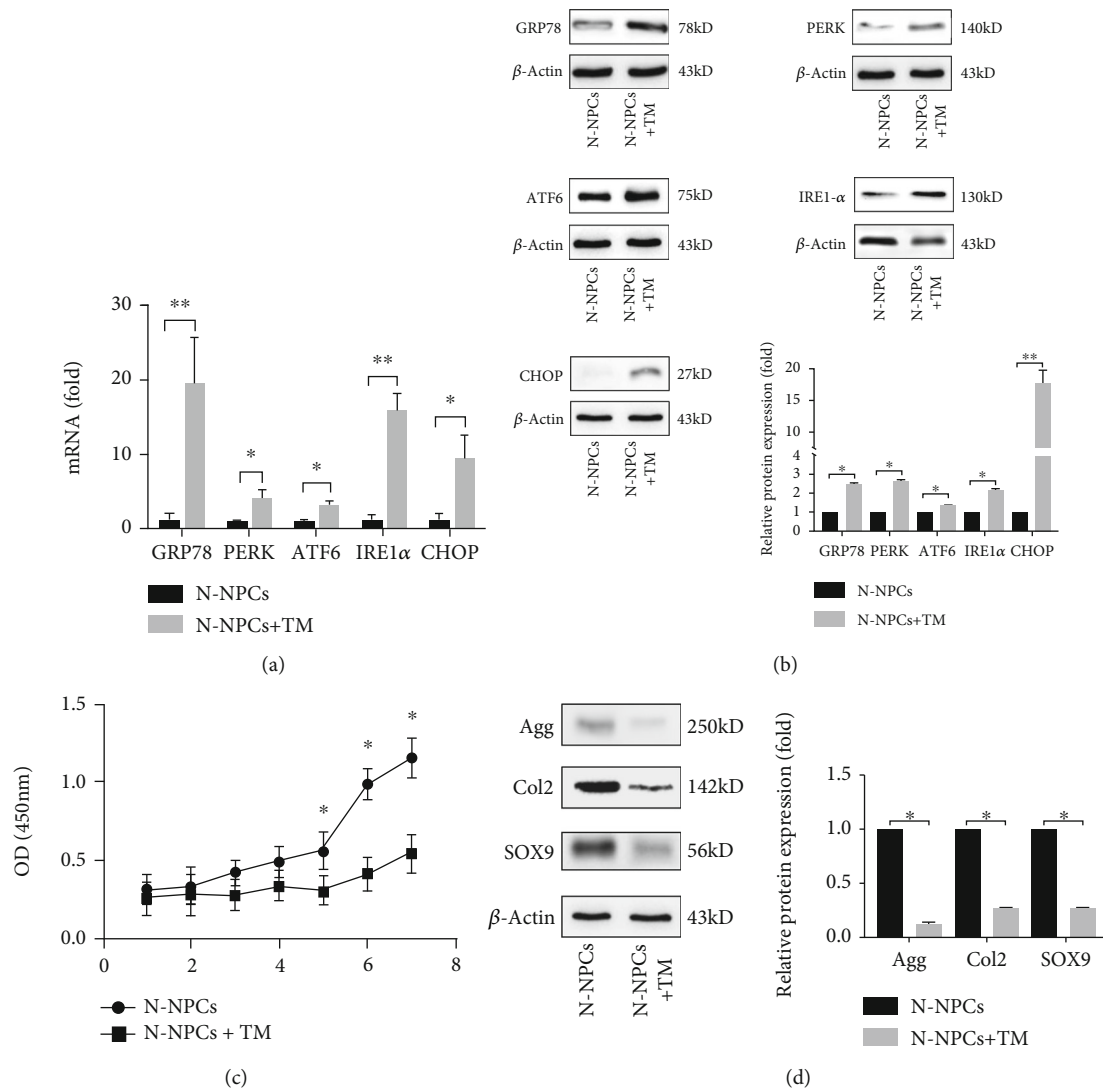 30
20
10
0
mRNA (fold)
**
*
*
**
*
GRP78 PERK ATF6 IRE1α CHOP
N-NPCs
N-NPCs+TM
(a)
GRP78 78kD
β-Actin 43kD
N-NPCs
N-NPCs
+TM
PERK 140kD
β-Actin 43kD
N-NPCs
N-NPCs
+TM
ATF6 75kD
β-Actin 43kD
N-NPCs
N-NPCs
+TM
IRE1-α 130kD
β-Actin 43kD
N-NPCs
N-NPCs
+TM
CHOP 27kD
β-Actin 43kD
N-NPCs
N-NPCs
+TM
Relative protein expression (fold)
20
15
10
4
3
2
1
0
*
*
*
*
**
GRP78 PERK ATF6 IRE1α CHOP
N-NPCs
N-NPCs+TM
(b)
OD (450nm)
1.5
1.0
0.5
0.0
*
*
*
0 2 4 6 8
N-NPCs
N-NPCs + TM
(c)
Agg 250kD
Col2 142kD
SOX9 56kD
β-Actin 43kD
N-NPCs
N-NPCs
+TM
Relative protein expression (fold)
1.5
1.0
0.5
0.0
*
*
*
Agg Col2 SOX9
N-NPCs
N-NPCs+TM
(d)